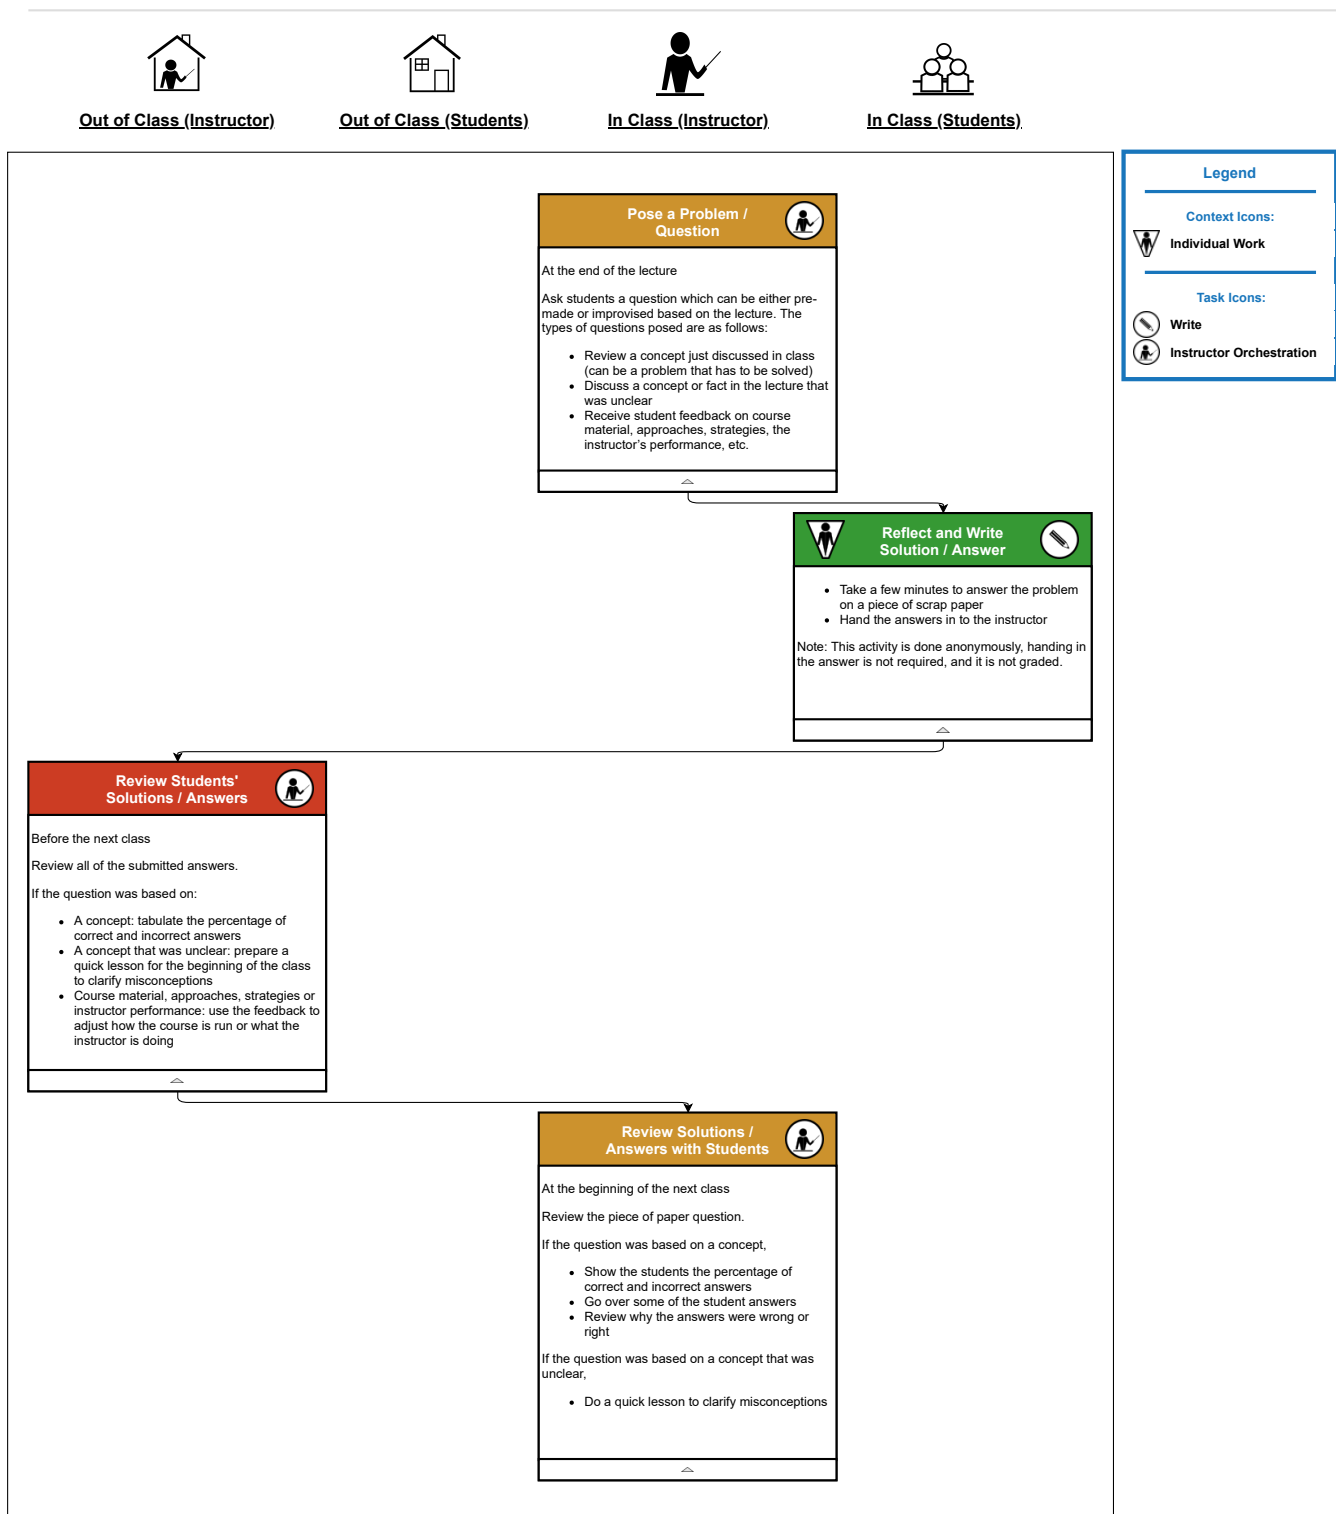 Out of Class (Instructor)
Out of Class (Students)
In Class (Instructor)
In Class (Students)
Legend
Context Icons:
Individual Work
Task Icons:
Write
Instructor Orchestration
Pose a Problem /
Question
At the end of the lecture
Ask students a question which can be either pre-
made or improvised based on the lecture. The
types of questions posed are as follows:
• Review a concept just discussed in class
(can be a problem that has to be solved)
• Discuss a concept or fact in the lecture that
was unclear
• Receive student feedback on course
material, approaches, strategies, the
instructor's performance, etc.
Reflect and Write
Solution / Answer
• Take a few minutes to answer the problem
on a piece of scrap paper
• Hand the answers in to the instructor
Note: This activity is done anonymously, handing in
the answer is not required, and it is not graded.
Review Students'
Solutions / Answers
Before the next class
Review all of the submitted answers.
If the question was based on:
• A concept: tabulate the percentage of
correct and incorrect answers
• A concept that was unclear: prepare a
quick lesson for the beginning of the class
to clarify misconceptions
• Course material, approaches, strategies or
instructor performance: use the feedback to
adjust how the course is run or what the
instructor is doing
Review Solutions /
Answers with Students
At the beginning of the next class
Review the piece of paper question.
If the question was based on a concept,
• Show the students the percentage of
correct and incorrect answers
• Go over some of the student answers
• Review why the answers were wrong or
right
If the question was based on a concept that was
unclear,
• Do a quick lesson to clarify misconceptions